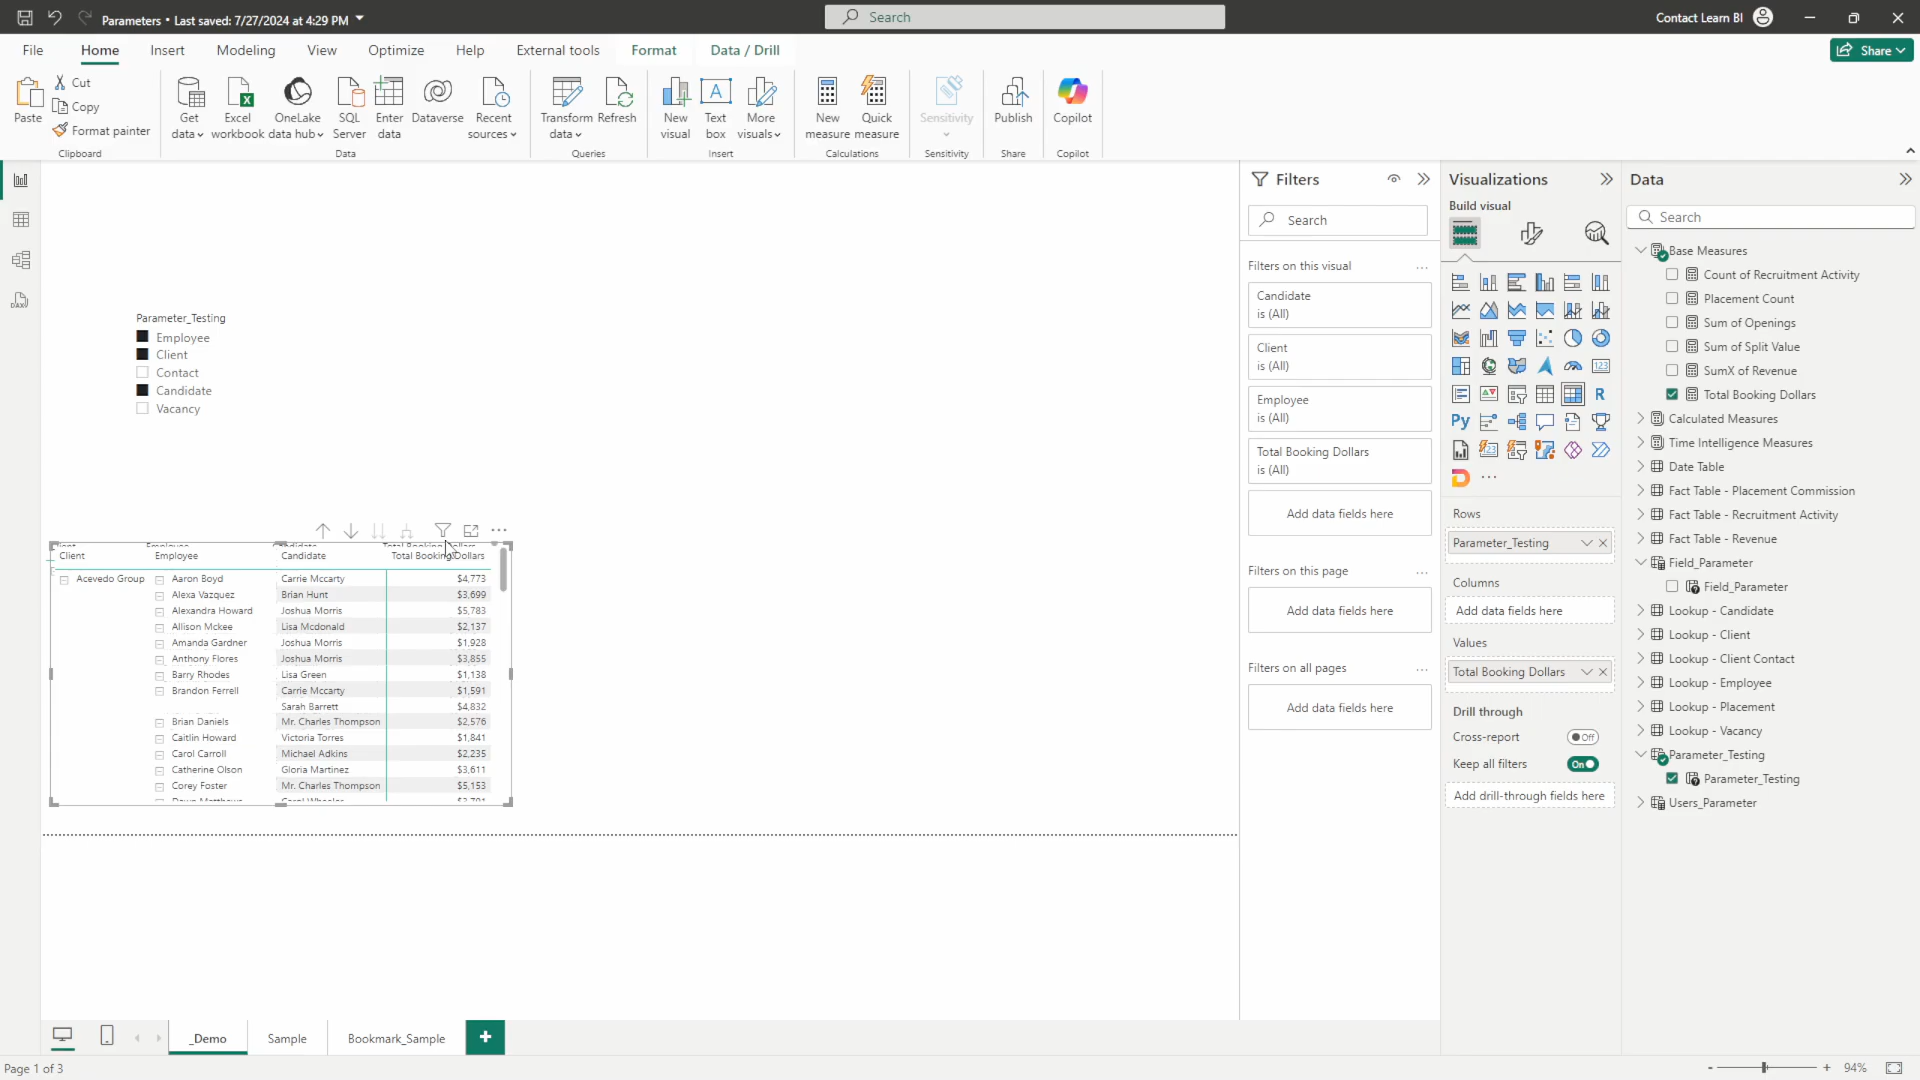 Parameters • Last saved: 7/27/2024 at 4:29 PM
Search
Contact Learn BI
File
Home
Insert
Modeling
View
Optimize
Help
External tools
Format
Data / Drill
Share
Paste
Cut
Copy
Format painter
Clipboard
Get data
Excel workbook
OneLake data hub
SQL Server
Enter data
Dataverse
Recent sources
Data
Transform data
Refresh
Queries
New visual
Text box
More visuals
Insert
New measure
Quick measure
Calculations
Sensitivity
Sensitivity
Publish
Share
Copilot
Copilot
Parameter_Testing
Employee
Client
Contact
Candidate
Vacancy
Client Employee Candidate Total Booking Dollars
Acevedo Group Aaron Boyd Carrie Mccarty $4,773
Alexa Vazquez Brian Hunt $3,699
Alexandra Howard Joshua Morris $5,783
Allison Mckee Lisa Mcdonald $2,137
Amanda Gardner Joshua Morris $1,928
Anthony Flores Joshua Morris $3,855
Barry Rhodes Lisa Green $1,138
Brandon Ferrell Carrie Mccarty $1,591
Sarah Barrett $4,832
Brian Daniels Mr. Charles Thompson $2,576
Caitlin Howard Victoria Torres $1,841
Carol Carroll Michael Adkins $2,235
Catherine Olson Gloria Martinez $3,611
Corey Foster Mr. Charles Thompson $5,153
Filters
Search
Filters on this visual
Candidate
is (All)
Client
is (All)
Employee
is (All)
Total Booking Dollars
is (All)
Add data fields here
Filters on this page
Add data fields here
Filters on all pages
Add data fields here
Visualizations
Build visual
R
Py
123
Rows
Parameter_Testing
Columns
Add data fields here
Values
Total Booking Dollars
Drill through
Cross-report
Off
Keep all filters
On
Add drill-through fields here
Data
Search
Base Measures
Count of Recruitment Activity
Placement Count
Sum of Openings
Sum of Split Value
SumX of Revenue
Total Booking Dollars
Calculated Measures
Time Intelligence Measures
Date Table
Fact Table - Placement Commission
Fact Table - Recruitment Activity
Fact Table - Revenue
Field_Parameter
Field_Parameter
Lookup - Candidate
Lookup - Client
Lookup - Client Contact
Lookup - Employee
Lookup - Placement
Lookup - Vacancy
Parameter_Testing
Parameter_Testing
Users_Parameter
_Demo
Sample
Bookmark_Sample
Page 1 of 3
94%